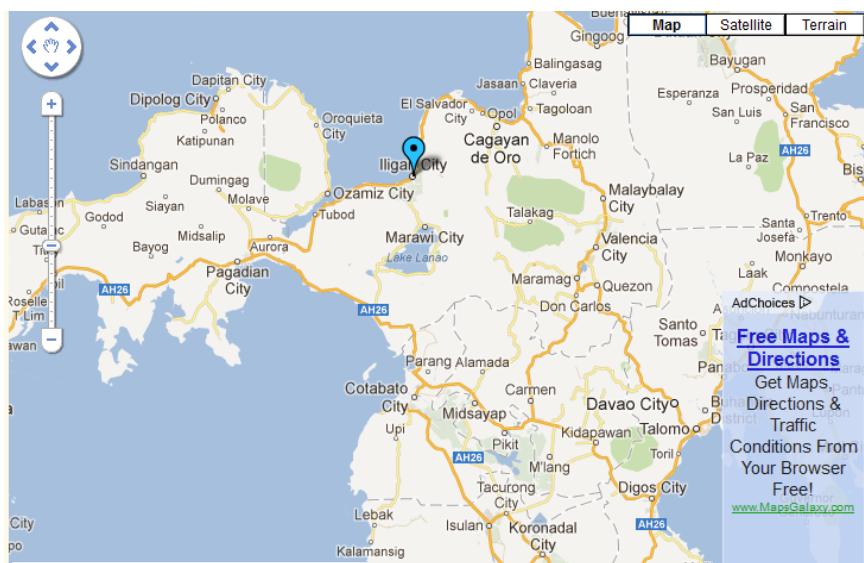 Map
Satellite
Terrain
Gingoog
Bayugan
Balingasag
Dapitan City
Jasaan
Claveria
Prosperidad
Esperanza
Dipolog City
El Salvador
City
Opol
Tagoloan
San Luis
San
Francisco
Polanco
Oroquieta
City
Cagayan
de Oro
Manolo
Fortich
Katipunan
AH26
Iligan City
La Paz
Sindangan
Dumingag
Ozamiz City
Malaybalay
City
Labason
Siayan
Molave
Tubod
Talakag
Trento
Godod
Midsalip
Marawi City
Valencia
City
Santa
Josefa
Bayog
Aurora
Lake Lanao
Monkayo
Pagadian
City
Maramag
Quezon
Laak
Compostela
AH26
Roselle
T.Lim
AH26
Don Carlos
AdChoices
Santo
Tomas
Free Maps &
Directions
Parang
Alamada
Get Maps,
Directions &
Traffic
Conditions From
Your Browser
Free!
www.MapsGalaxy.com
Cotabato
City
Carmen
Midsayap
Davao City
Upi
Pikit
Kidapawan
Talomo
AH26
M'lang
Toril
Tacurong
City
Digos City
Lebak
Isulan
Koronadal
City
AH26
Kalamansig
City